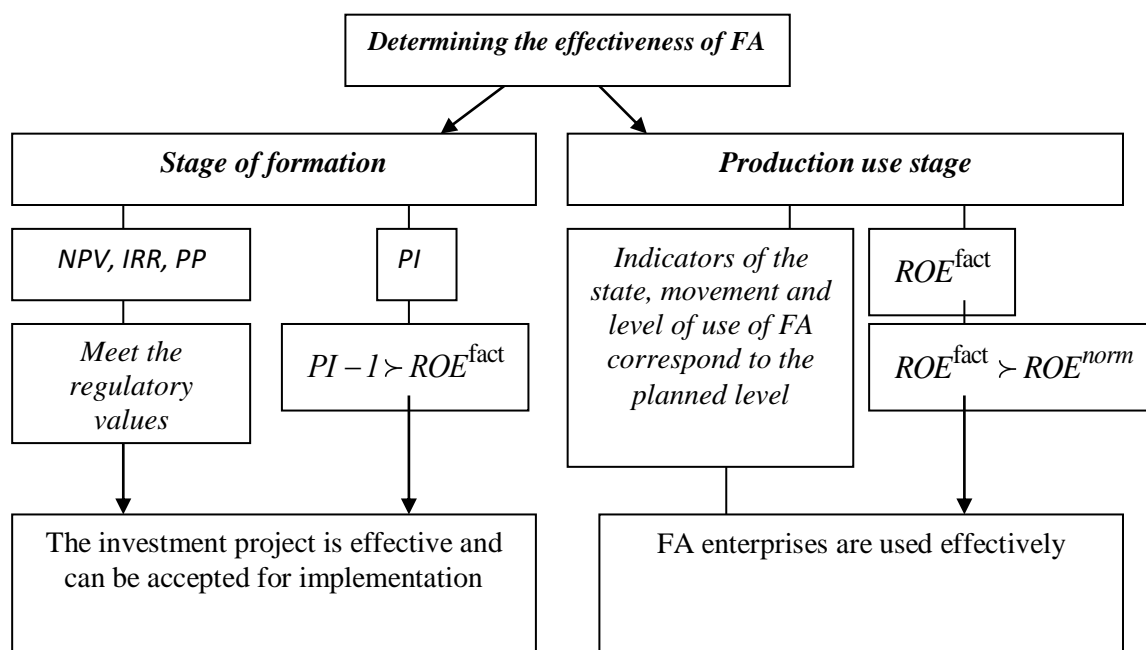 Determining the effectiveness of FA
Stage of formation
Production use stage
NPV, IRR, PP
PI
Indicators of the
state, movement and
level of use of FA
correspond to the
planned level
ROE^fact
Meet the
regulatory
values
PI – 1 ≻ ROE^fact
ROE^fact ≻ ROE^norm
The investment project is effective and
can be accepted for implementation
FA enterprises are used effectively